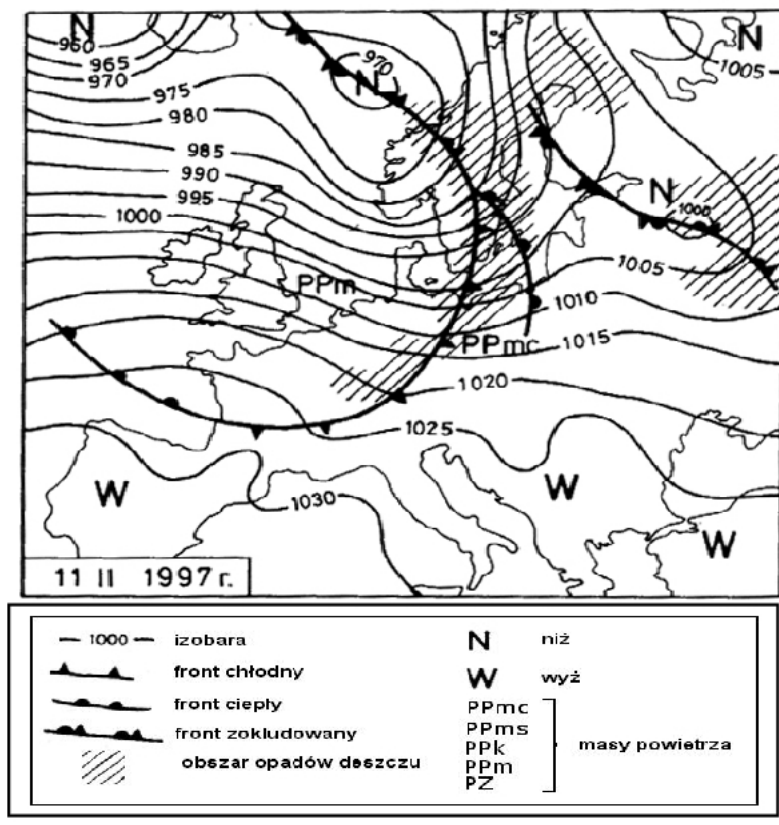 N
960
965
970
975
980
985
990
995
1000
970
N
N
1005
N
1000
1005
PPm
1010
PPmc
1015
1020
1025
W
1030
W
W
11 II 1997 r.
1000 izobara
front chłodny
front ciepły
front zokludowany
obszar opadów deszczu
N niż
W wyż
PPmc
PPms
PPk
PPm
PZ
masy powietrza